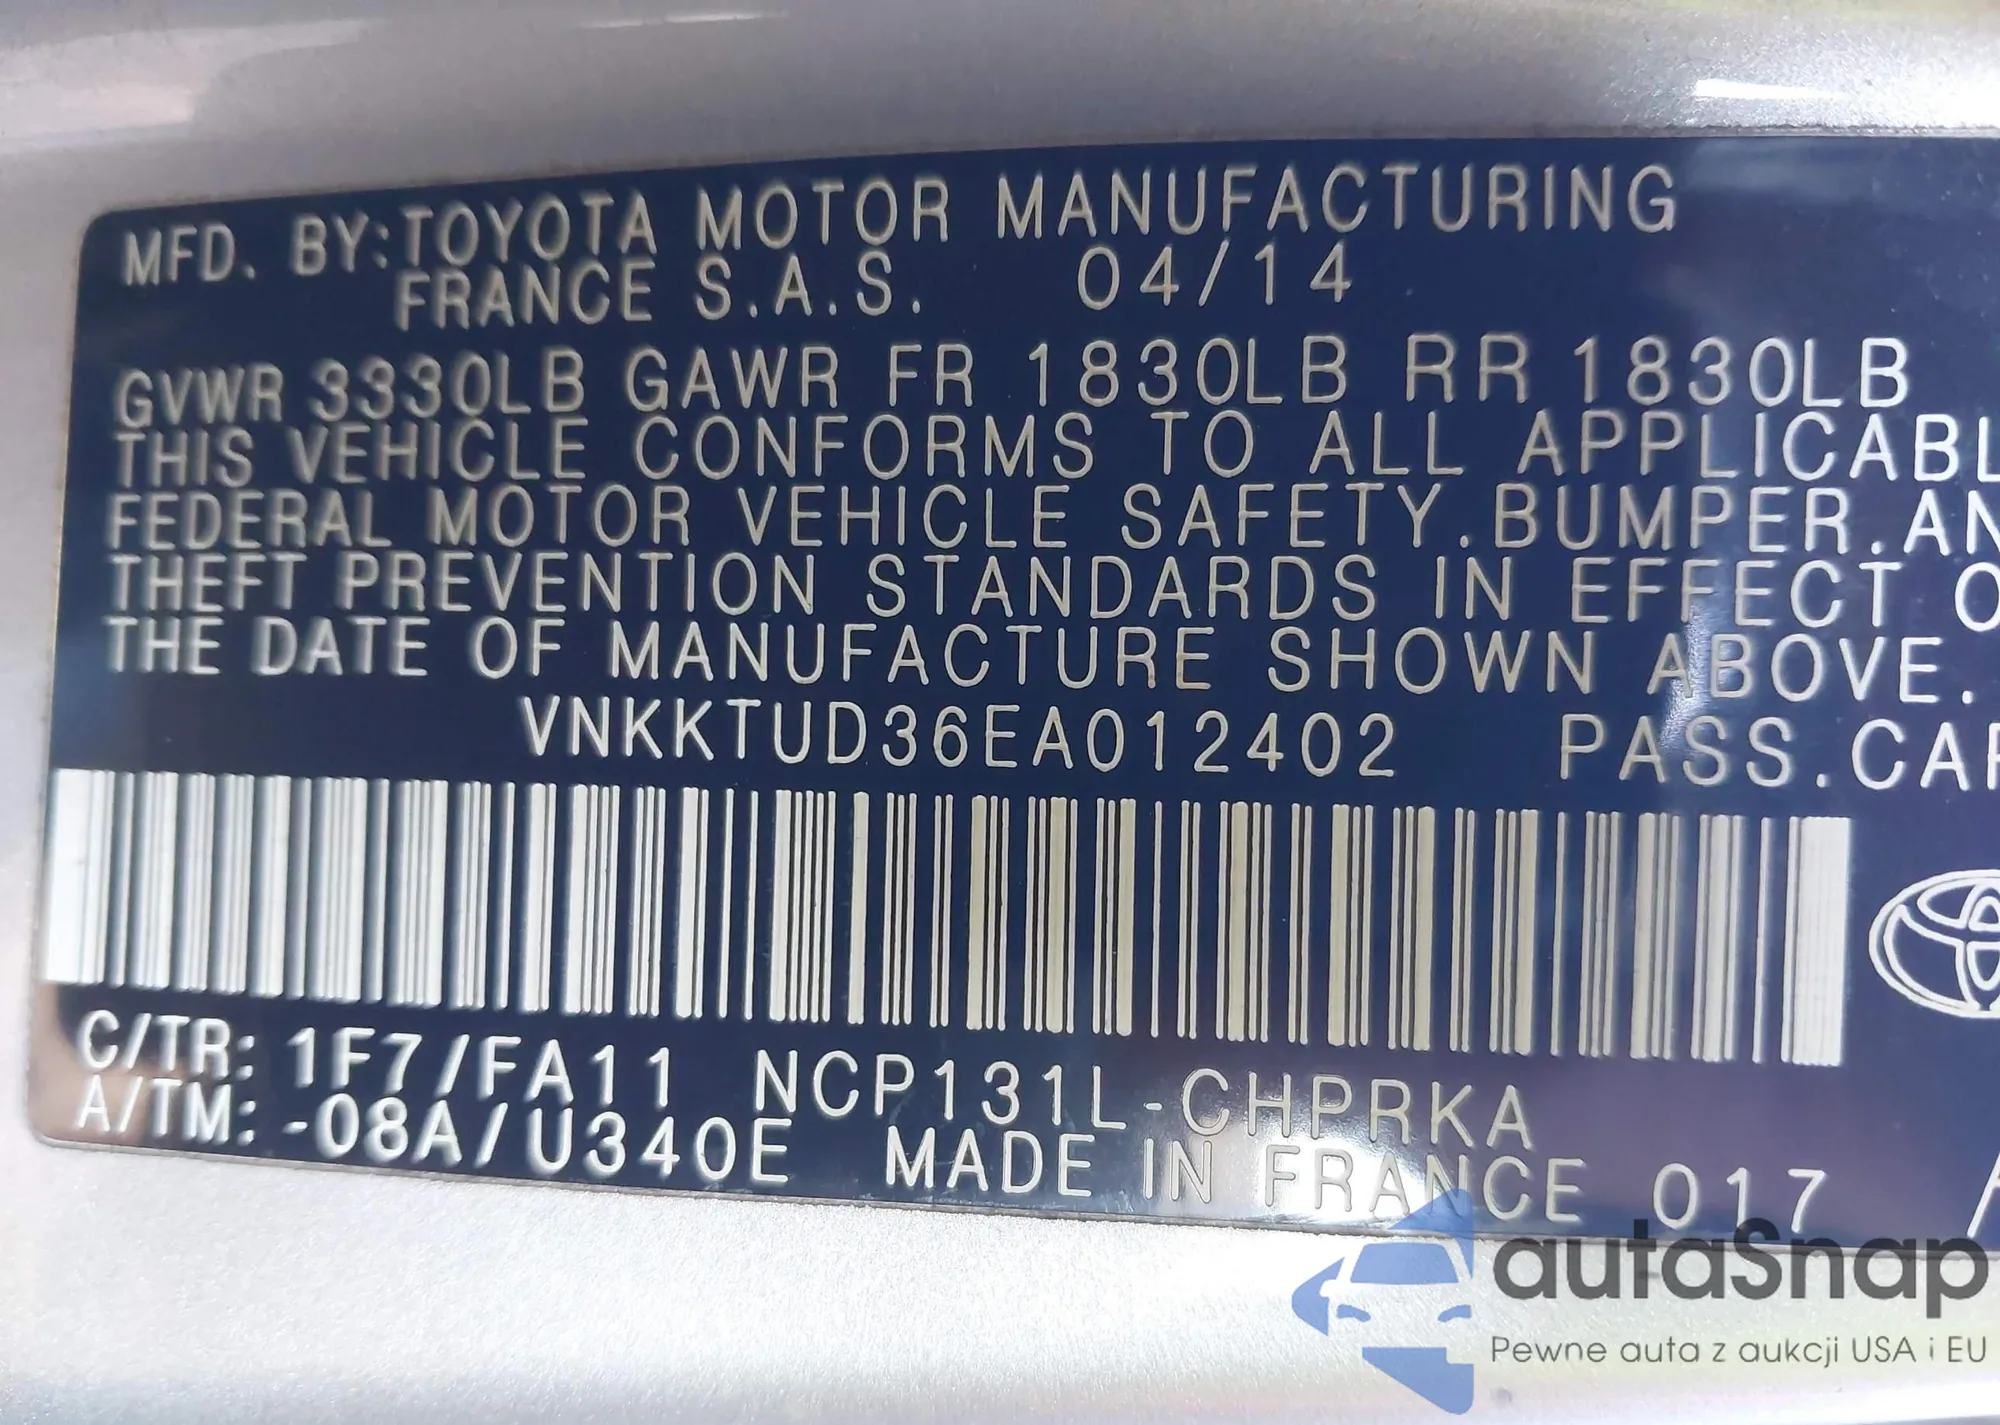 MFD. BY:TOYOTA MOTOR MANUFACTURING
FRANCE S.A.S. 04/14
GVWR 3330LB GAWR FR 1830LB RR 1830LB
THIS VEHICLE CONFORMS TO ALL APPLICABL
FEDERAL MOTOR VEHICLE SAFETY.BUMPER.AN
THEFT PREVENTION STANDARDS IN EFFECT O
THE DATE OF MANUFACTURE SHOWN ABOVE.
VNKKTUD36EA012402 PASS.CAR
C/TR: 1F7/FA11 NCP131L-CHPRKA
A/TM: -08A/U340E MADE IN FRANCE 017
autaSnap
Pewne auta z aukcji USA i EU